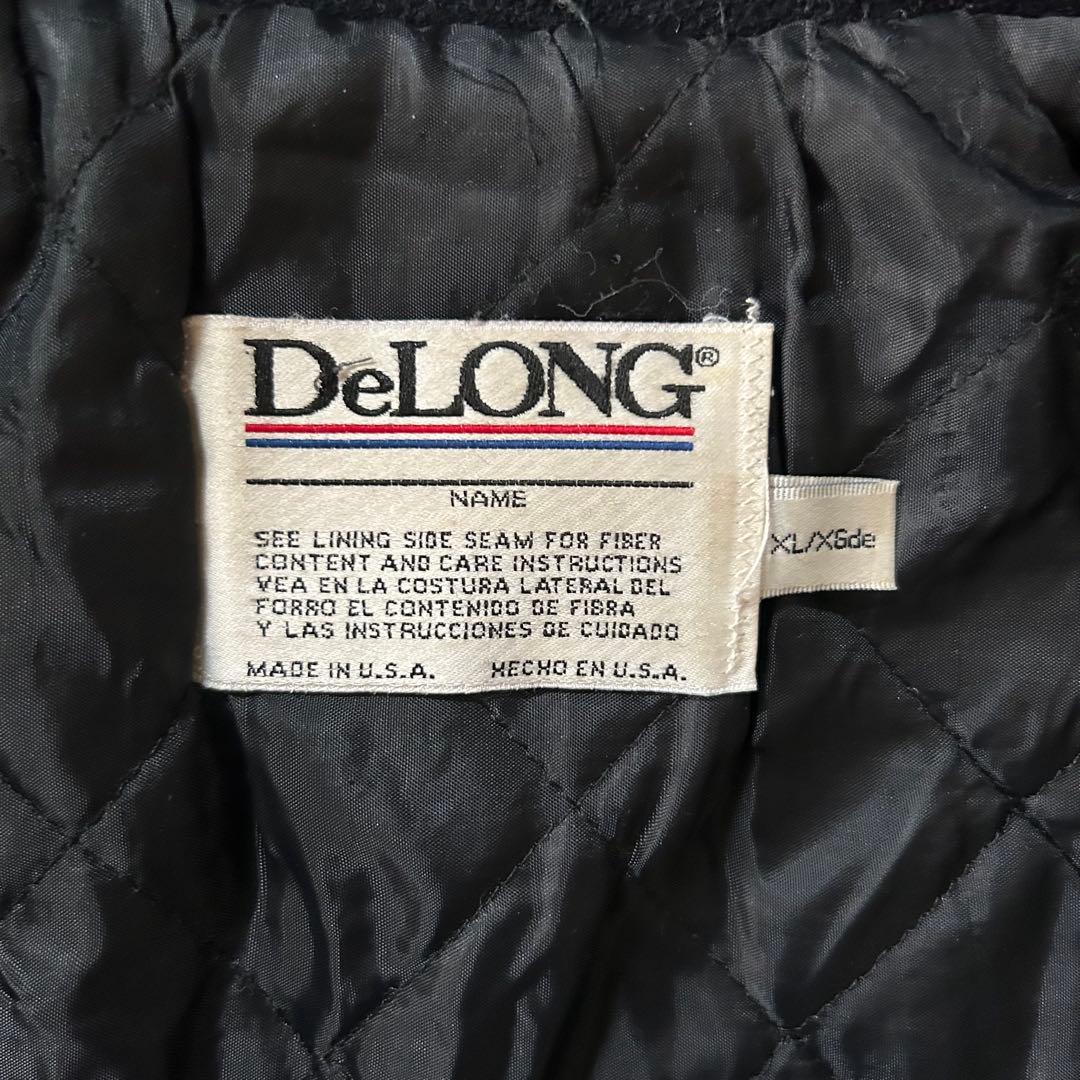 DeLONG®
NAME
SEE LINING SIDE SEAM FOR FIBER
CONTENT AND CARE INSTRUCTIONS
VEA EN LA COSTURA LATERAL DEL
FORRO EL CONTENIDO DE FIBRA
Y LAS INSTRUCCIONES DE CUIDADO
MADE IN U.S.A. HECHO EN U.S.A.
XL/XGde